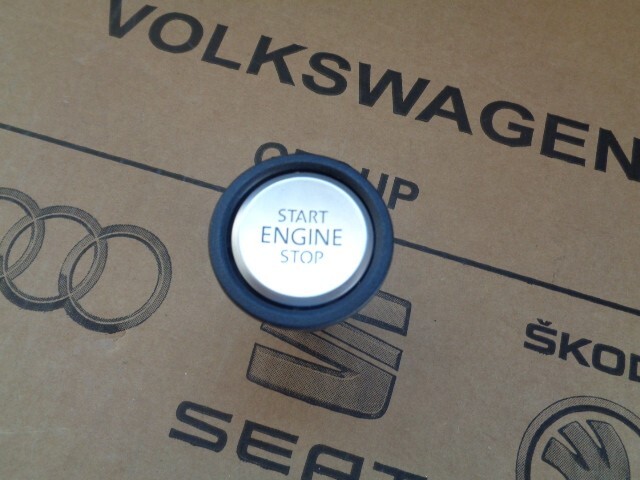 VOLKSWAGEN
START
ENGINE
STOP
ŠKOD
SEAT